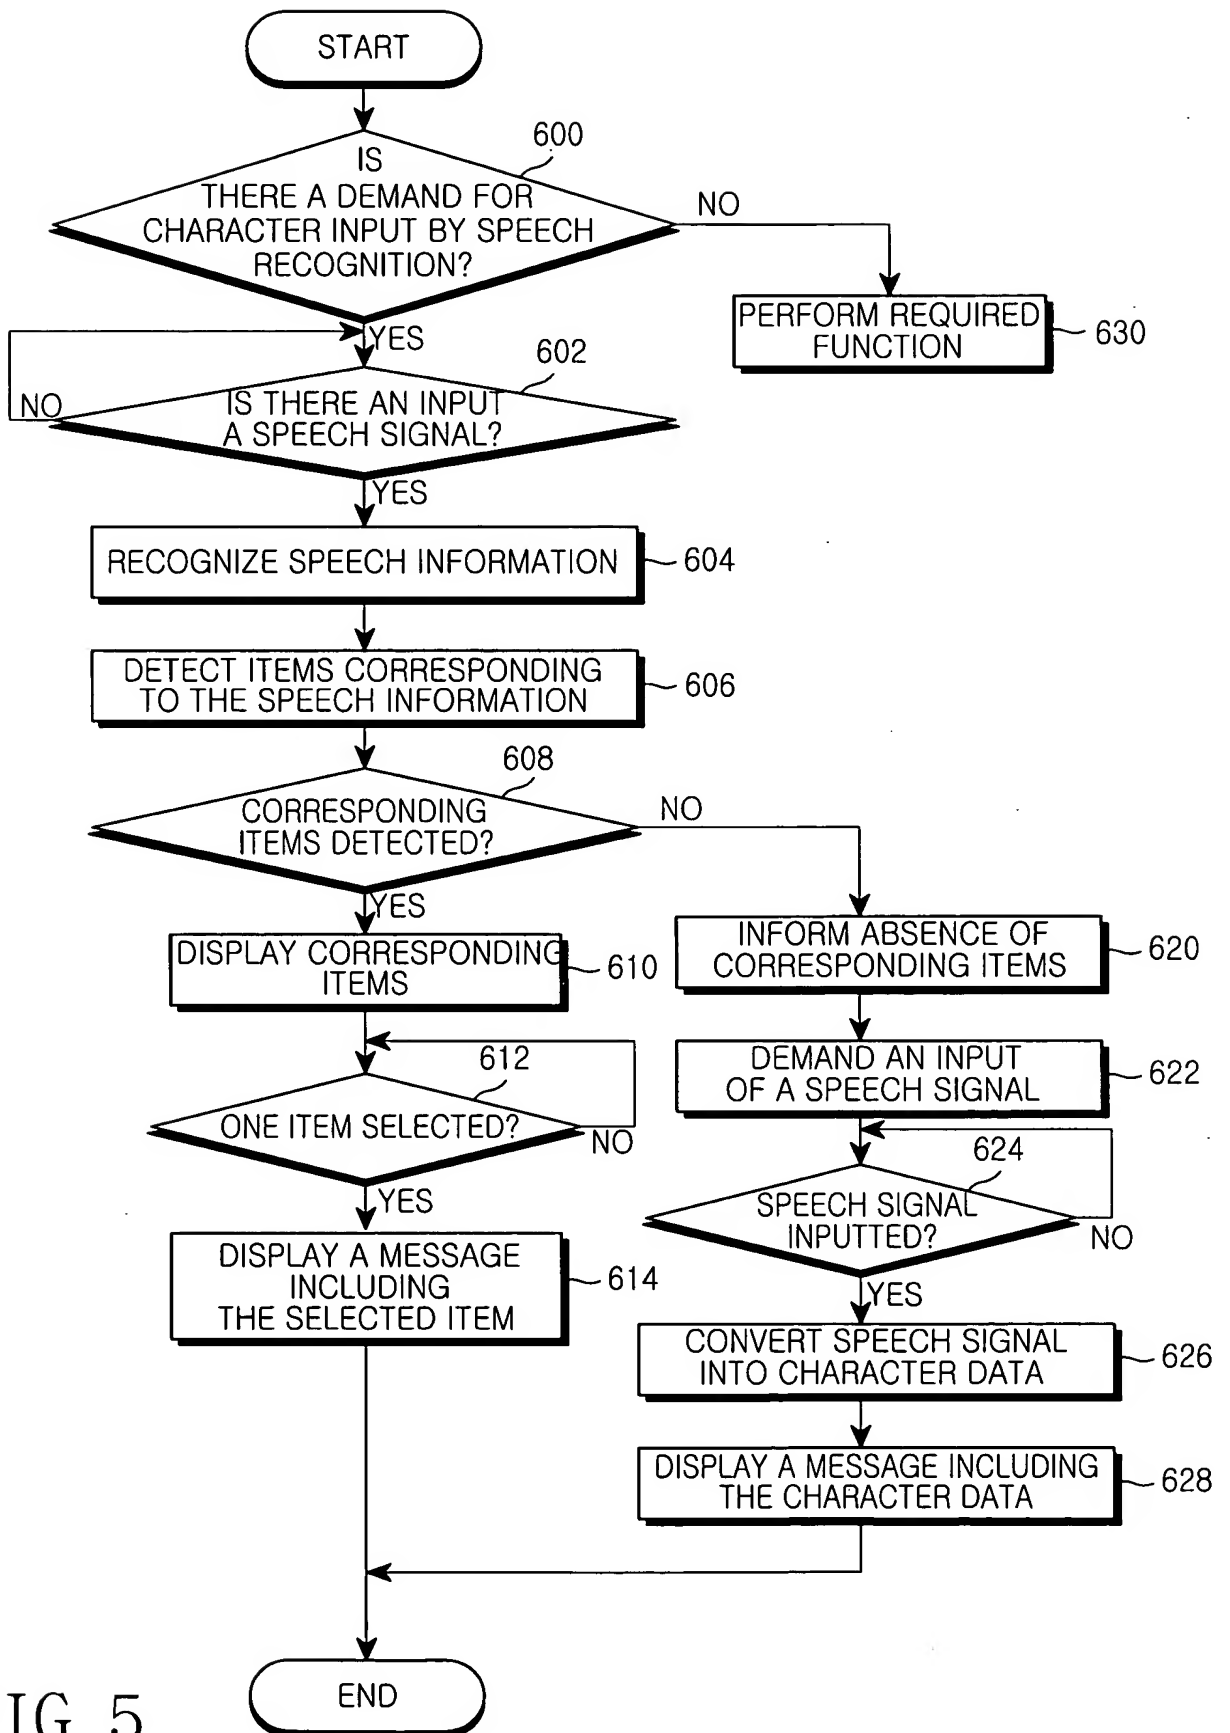 START
600
IS
THERE A DEMAND FOR
CHARACTER INPUT BY SPEECH
RECOGNITION?
NO
YES
PERFORM REQUIRED
FUNCTION
630
602
NO
IS THERE AN INPUT
A SPEECH SIGNAL?
YES
RECOGNIZE SPEECH INFORMATION
604
DETECT ITEMS CORRESPONDING
TO THE SPEECH INFORMATION
606
608
CORRESPONDING
ITEMS DETECTED?
NO
YES
DISPLAY CORRESPONDING
ITEMS
610
612
ONE ITEM SELECTED?
NO
YES
DISPLAY A MESSAGE
INCLUDING
THE SELECTED ITEM
614
INFORM ABSENCE OF
CORRESPONDING ITEMS
620
DEMAND AN INPUT
OF A SPEECH SIGNAL
622
624
SPEECH SIGNAL
INPUTTED?
NO
YES
CONVERT SPEECH SIGNAL
INTO CHARACTER DATA
626
DISPLAY A MESSAGE INCLUDING
THE CHARACTER DATA
628
END
IG 5